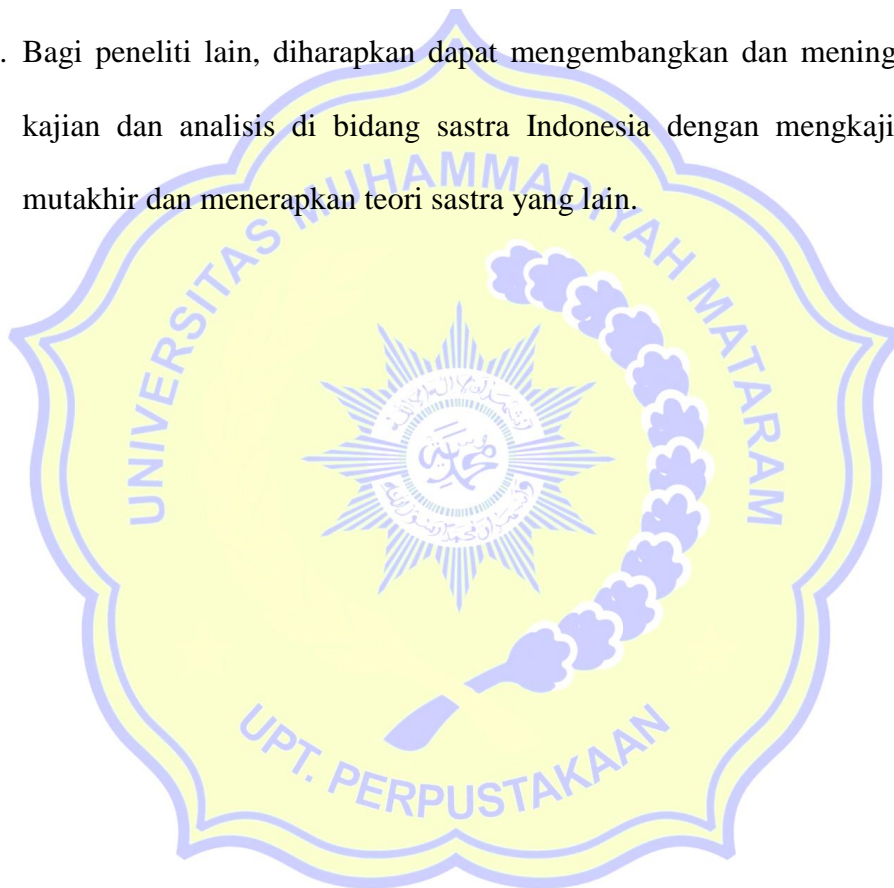 . Bagi peneliti lain, diharapkan dapat mengembangkan dan mening
kajian dan analisis di bidang sastra Indonesia dengan mengkaji
mutakhir dan menerapkan teori sastra yang lain.
UNIVERSITAS MUHAMMADIYAH MATARAM
محمدية
UPT. PERPUSTAKAAN